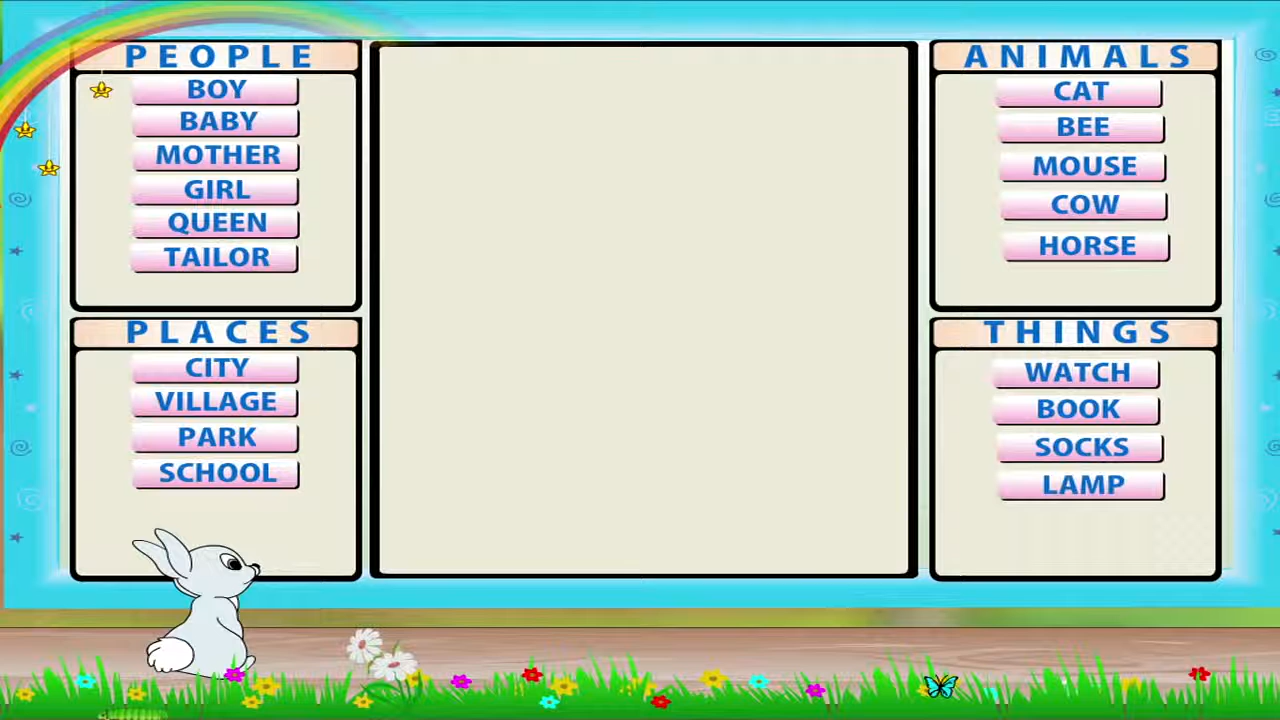 PEOPLE
BOY
BABY
MOTHER
GIRL
QUEEN
TAILOR
PLACES
CITY
VILLAGE
PARK
SCHOOL
ANIMALS
CAT
BEE
MOUSE
COW
HORSE
THINGS
WATCH
BOOK
SOCKS
LAMP